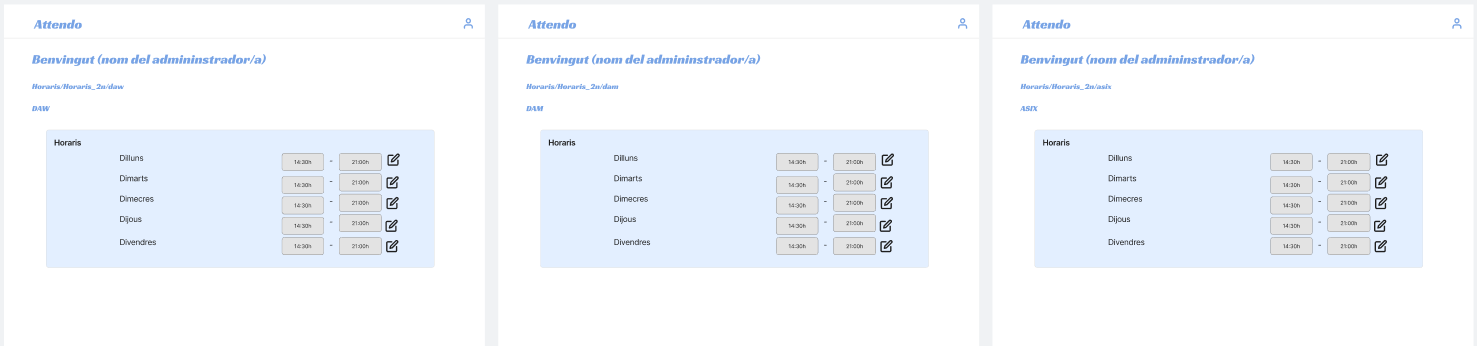 Attendo
Benvingut (nom del admininstrador/a)
Horaris/Horaris_2n/daw
DAW
Horaris
Dilluns 14:30h - 21:00h
Dimarts 14:30h - 21:00h
Dimecres 14:30h - 21:00h
Dijous 14:30h - 21:00h
Divendres 14:30h - 21:00h
Attendo
Benvingut (nom del admininstrador/a)
Horaris/Horaris_2n/dam
DAM
Horaris
Dilluns 14:30h - 21:00h
Dimarts 14:30h - 21:00h
Dimecres 14:30h - 21:00h
Dijous 14:30h - 21:00h
Divendres 14:30h - 21:00h
Attendo
Benvingut (nom del admininstrador/a)
Horaris/Horaris_2n/asix
ASIX
Horaris
Dilluns 14:30h - 21:00h
Dimarts 14:30h - 21:00h
Dimecres 14:30h - 21:00h
Dijous 14:30h - 21:00h
Divendres 14:30h - 21:00h